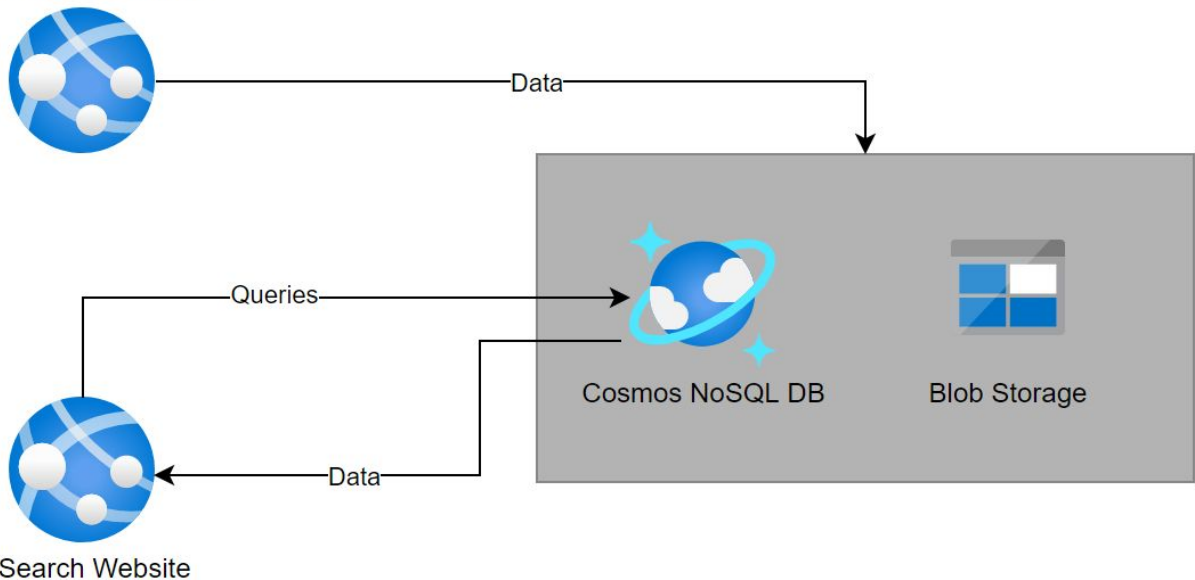 Data
Queries
Cosmos NoSQL DB
Blob Storage
Data
Search Website